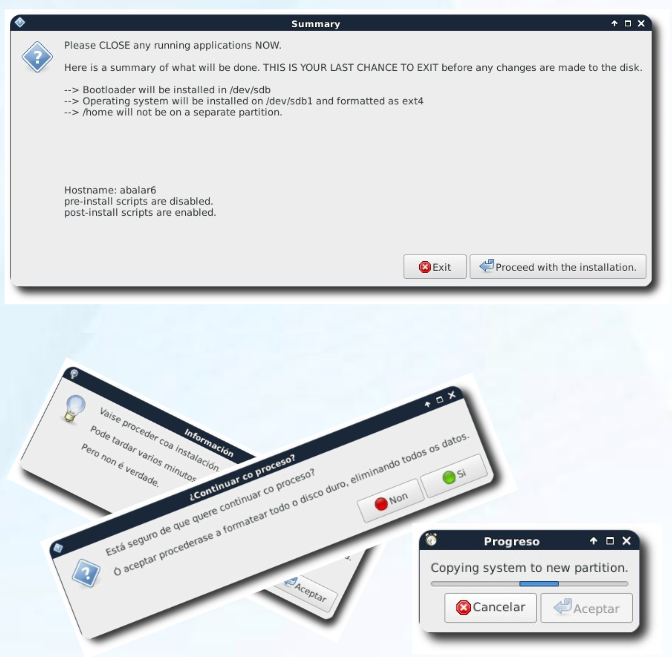 Summary
Please CLOSE any running applications NOW.
Here is a summary of what will be done. THIS IS YOUR LAST CHANCE TO EXIT before any changes are made to the disk.
--> Bootloader will be installed in /dev/sdb
--> Operating system will be installed on /dev/sdb1 and formatted as ext4
--> /home will not be on a separate partition.
Hostname: abalar6
pre-install scripts are disabled.
post-install scripts are enabled.
Exit
Proceed with the installation.
Información
Vaise proceder coa instalación
Pode tardar varios minutos
Pero non é verdade.
Aceptar
¿Continuar co proceso?
Está seguro de que quere continuar co proceso?
Ó aceptar procederase a formatear todo o disco duro, eliminando todos os datos.
Non
Si
Progreso
Copying system to new partition.
Cancelar
Aceptar